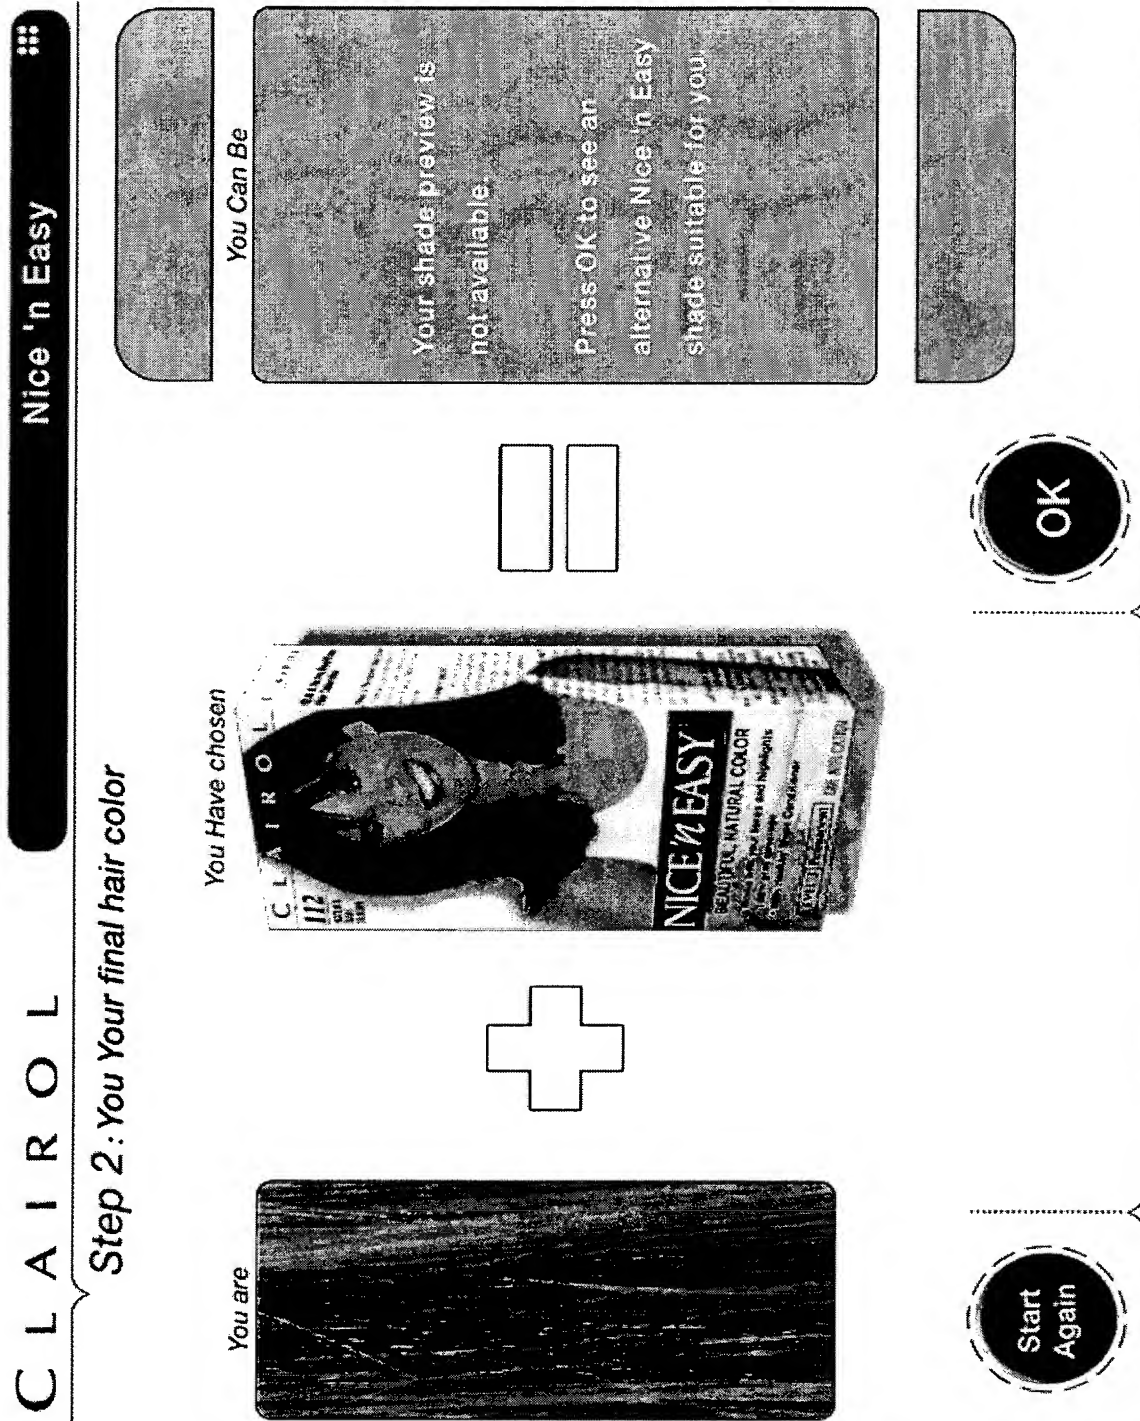 CLAIROL
Nice 'n Easy
Step 2 : You Your final hair color
You are
You Have chosen
You Can Be
CLAIROL
112
NICE 'N EASY
BEAUTIFUL, NATURAL COLOR
Your shade preview is
not available.
Press OK to see an
alternative Nice 'n Easy
shade suitable for you.
Start
Again
OK